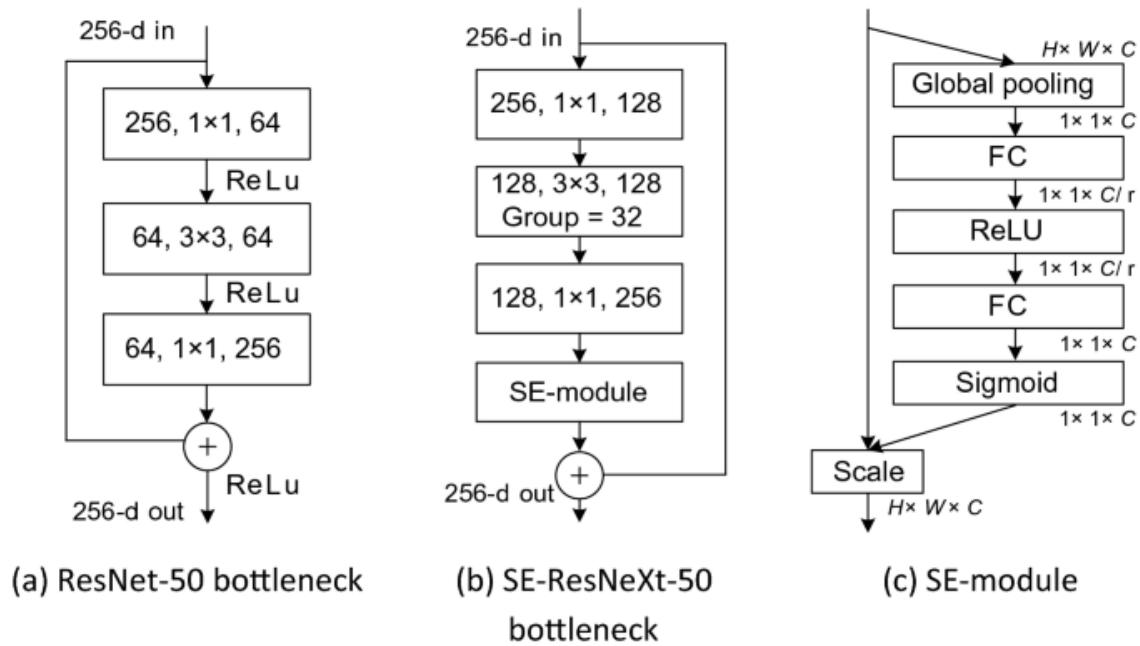 256-d in
256, 1×1, 64
ReLu
64, 3×3, 64
ReLu
64, 1×1, 256
+
ReLu
256-d out
(a) ResNet-50 bottleneck
256-d in
256, 1×1, 128
128, 3×3, 128
Group = 32
128, 1×1, 256
SE-module
+
256-d out
(b) SE-ResNeXt-50
bottleneck
H× W× C
Global pooling
1× 1× C
FC
1× 1× C/ r
ReLU
1× 1× C/ r
FC
1× 1× C
Sigmoid
1× 1× C
Scale
H× W× C
(c) SE-module